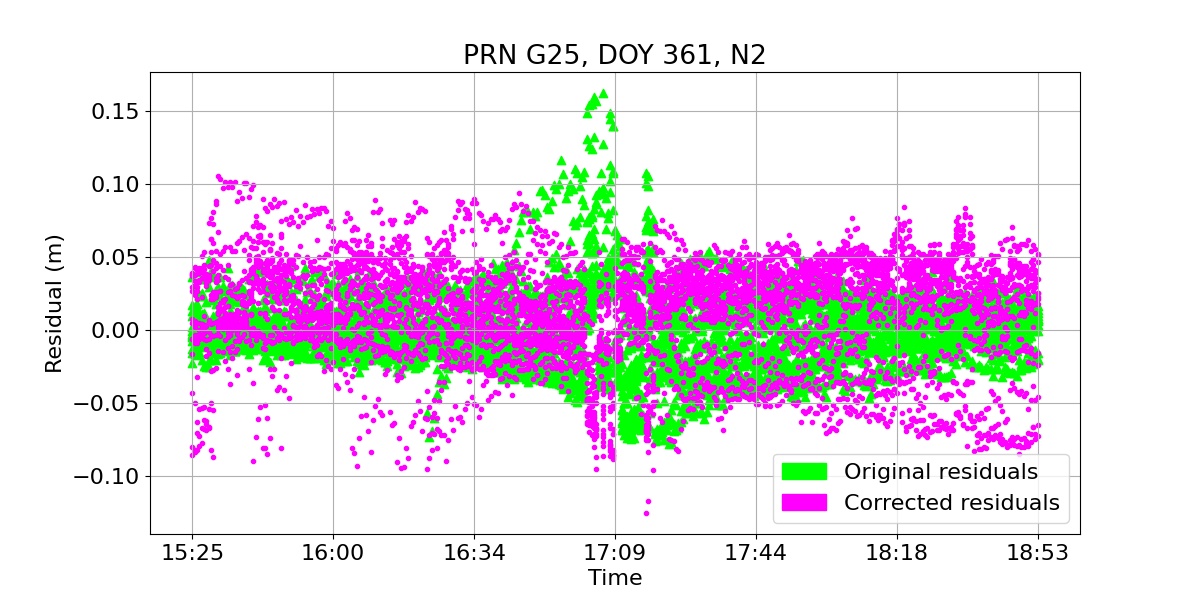 PRN G25, DOY 361, N2
Residual (m)
0.15
0.10
0.05
0.00
−0.05
−0.10
Original residuals
Corrected residuals
15:25 16:00 16:34 17:09 17:44 18:18 18:53
Time